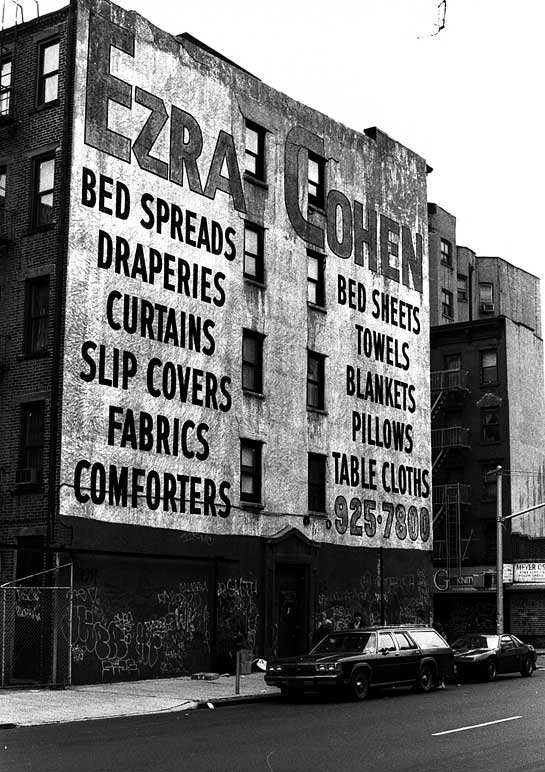 EZRA COHEN
BED SPREADS
DRAPERIES
CURTAINS
SLIP COVERS
FABRICS
COMFORTERS
BED SHEETS
TOWELS
BLANKETS
PILLOWS
TABLE CLOTHS
925-7800
KNIT